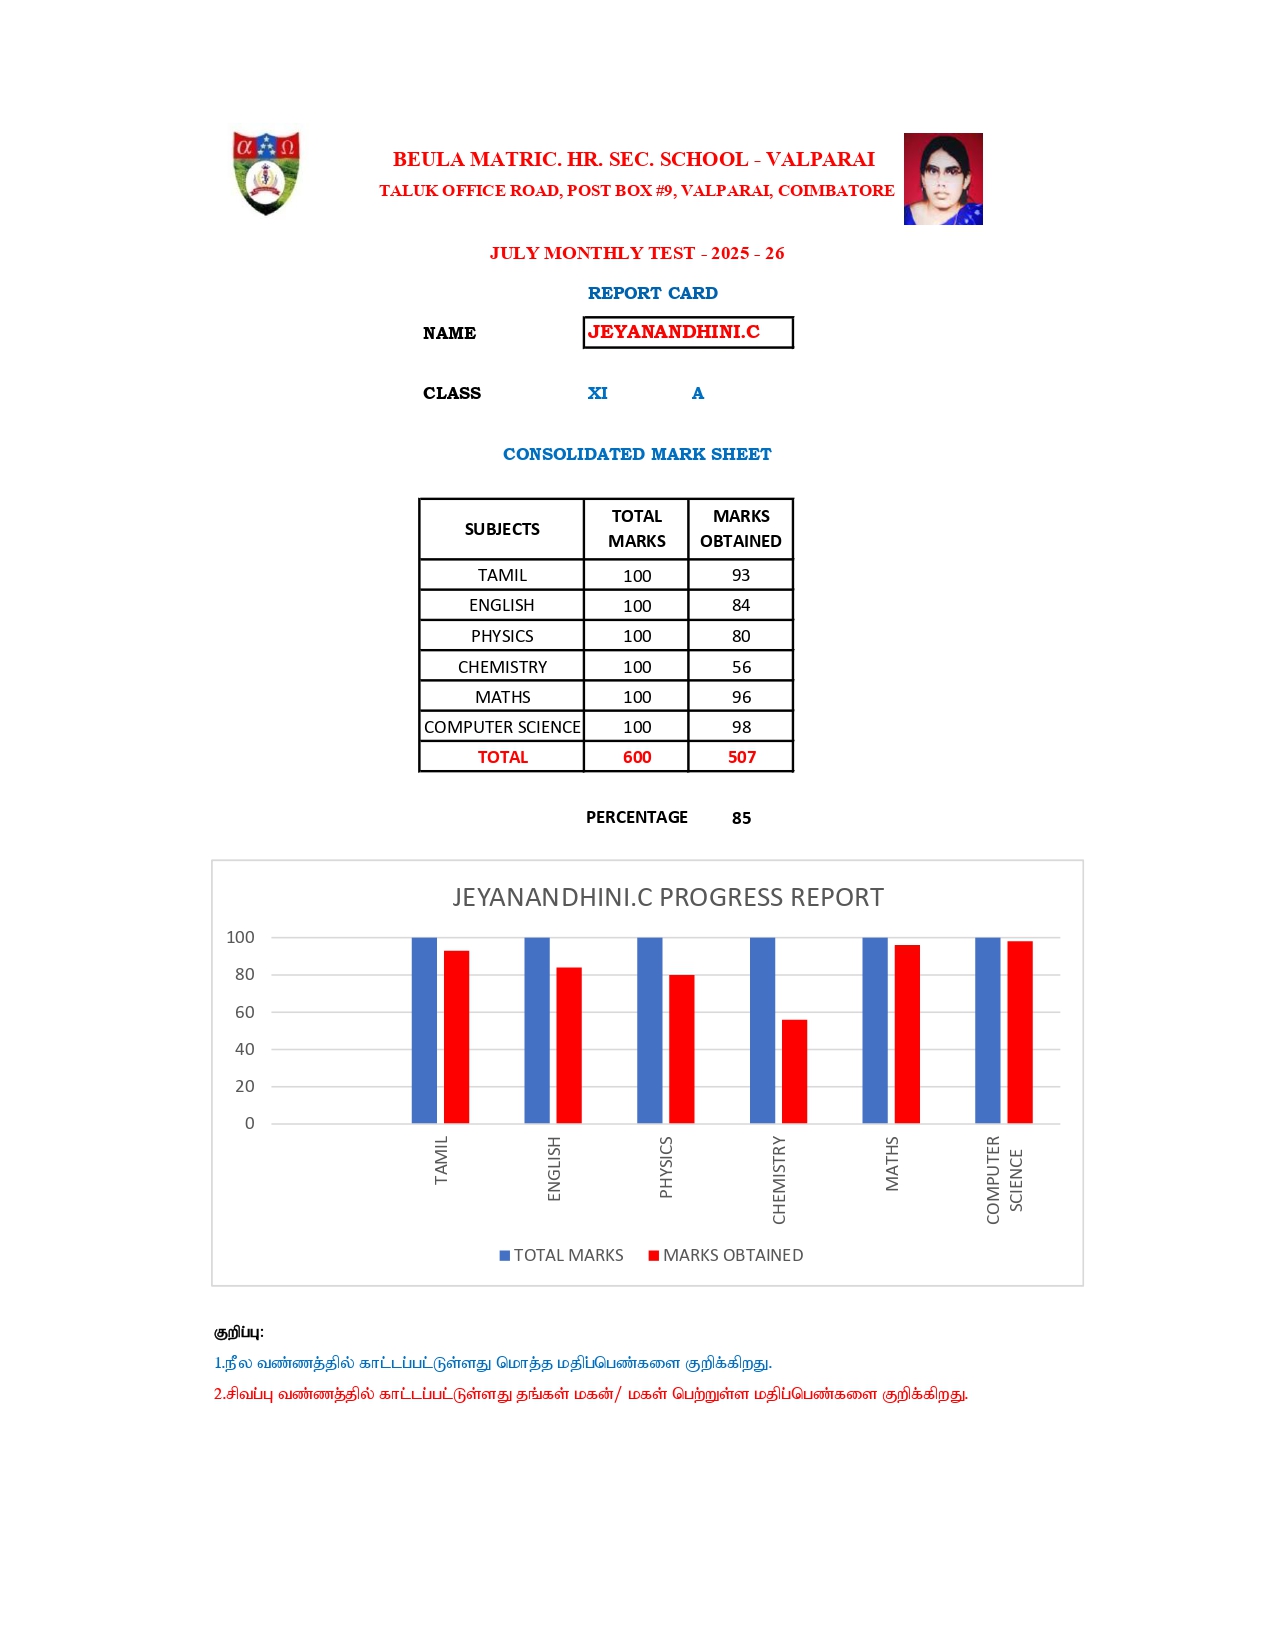 α Ω
BEULA MATRIC. HR. SEC. SCHOOL - VALPARAI
TALUK OFFICE ROAD, POST BOX #9, VALPARAI, COIMBATORE
JULY MONTHLY TEST - 2025 - 26
REPORT CARD
NAME JEYANANDHINI.C
CLASS XI A
CONSOLIDATED MARK SHEET
SUBJECTS TOTAL MARKS MARKS OBTAINED
TAMIL 100 93
ENGLISH 100 84
PHYSICS 100 80
CHEMISTRY 100 56
MATHS 100 96
COMPUTER SCIENCE 100 98
TOTAL 600 507
PERCENTAGE 85
JEYANANDHINI.C PROGRESS REPORT
100
80
60
40
20
0
TAMIL ENGLISH PHYSICS CHEMISTRY MATHS COMPUTER SCIENCE
TOTAL MARKS MARKS OBTAINED
குறிப்பு:
1.நீல வண்ணத்தில் காட்டப்பட்டுள்ளது மொத்த மதிப்பெண்களை குறிக்கிறது.
2.சிவப்பு வண்ணத்தில் காட்டப்பட்டுள்ளது தங்கள் மகன்/ மகள் பெற்றுள்ள மதிப்பெண்களை குறிக்கிறது.